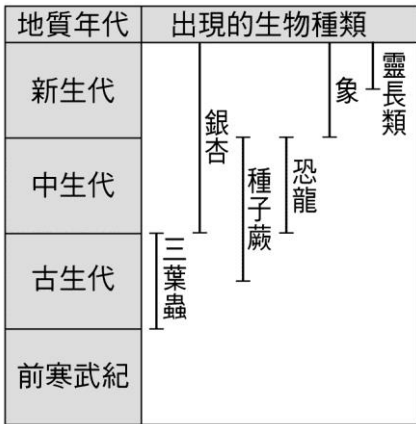 地質年代
出現的生物種類
新生代
中生代
古生代
前寒武紀
三葉蟲
銀杏
種子蕨
恐龍
象
靈長類